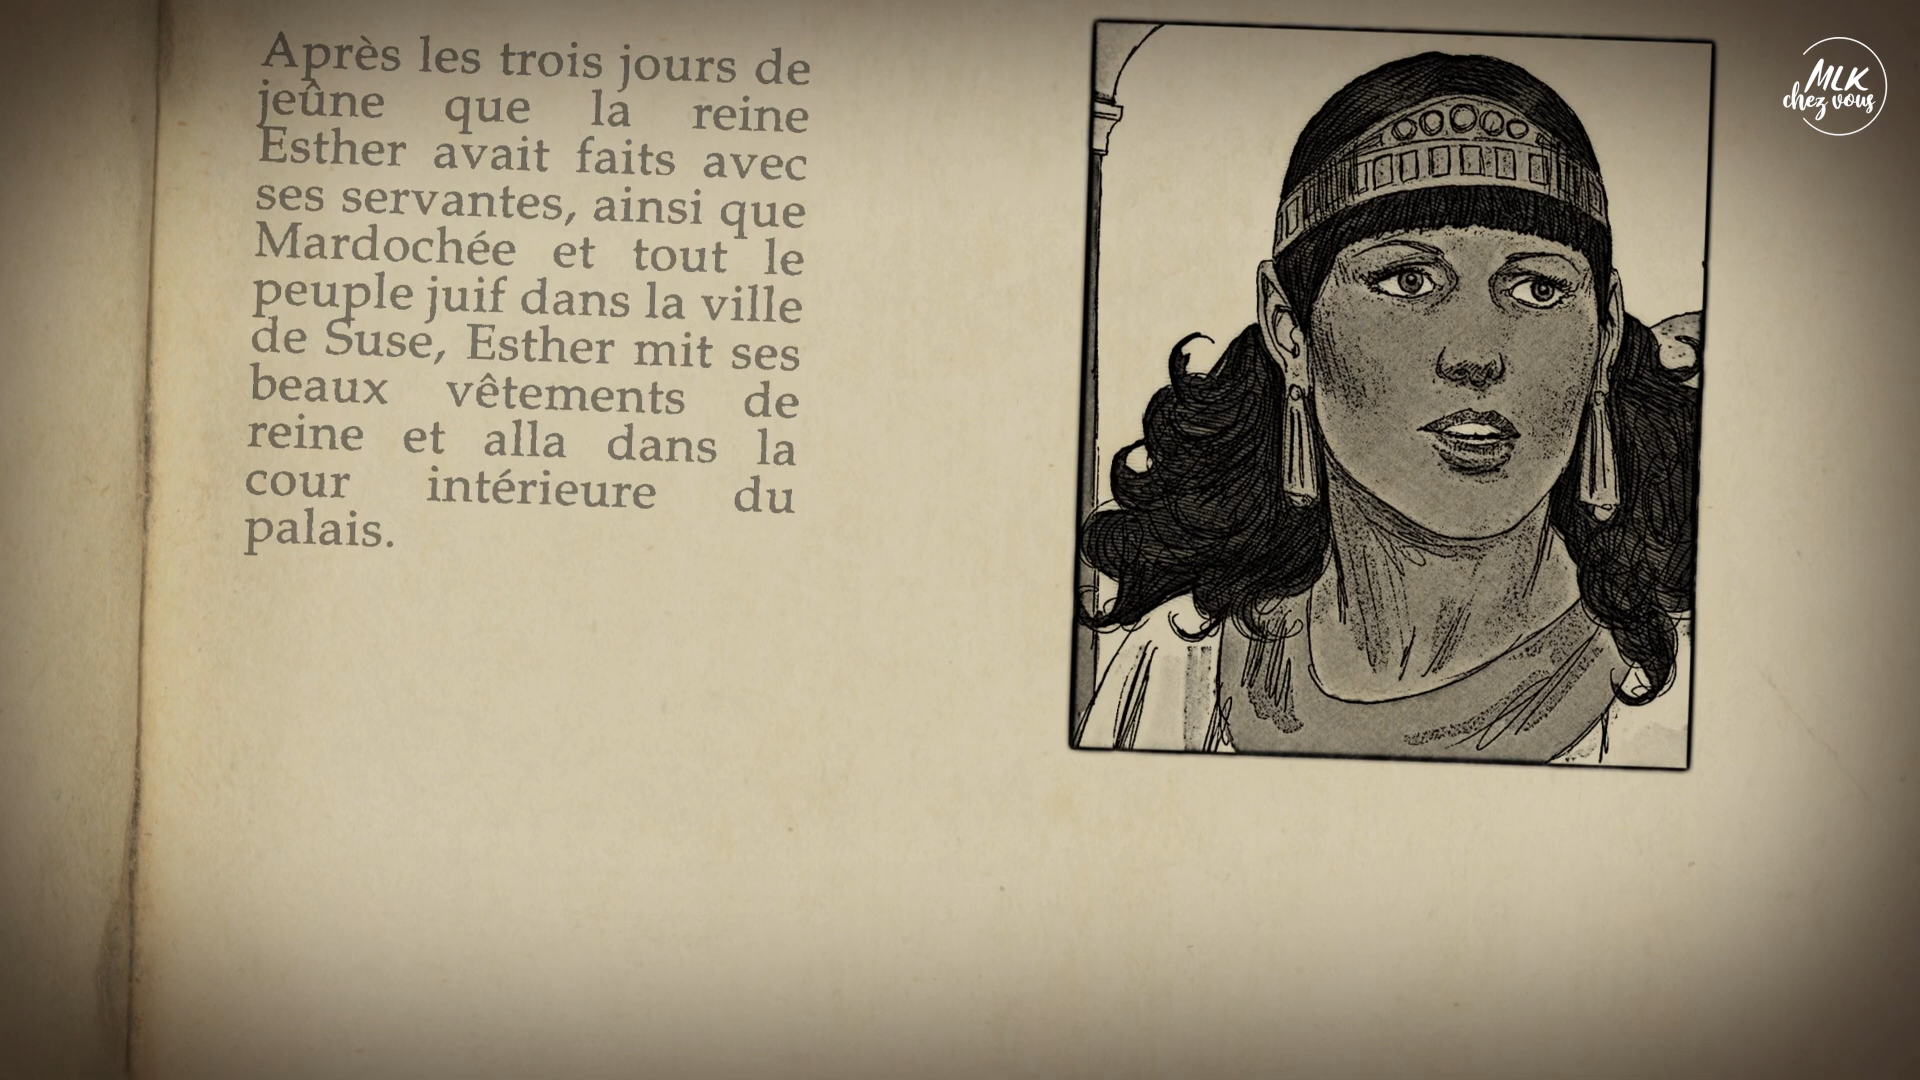 Après les trois jours de
jeûne que la reine
Esther avait faits avec
ses servantes, ainsi que
Mardochée et tout le
peuple juif dans la ville
de Suse, Esther mit ses
beaux vêtements de
reine et alla dans la
cour intérieure du
palais.
MLK
chez vous